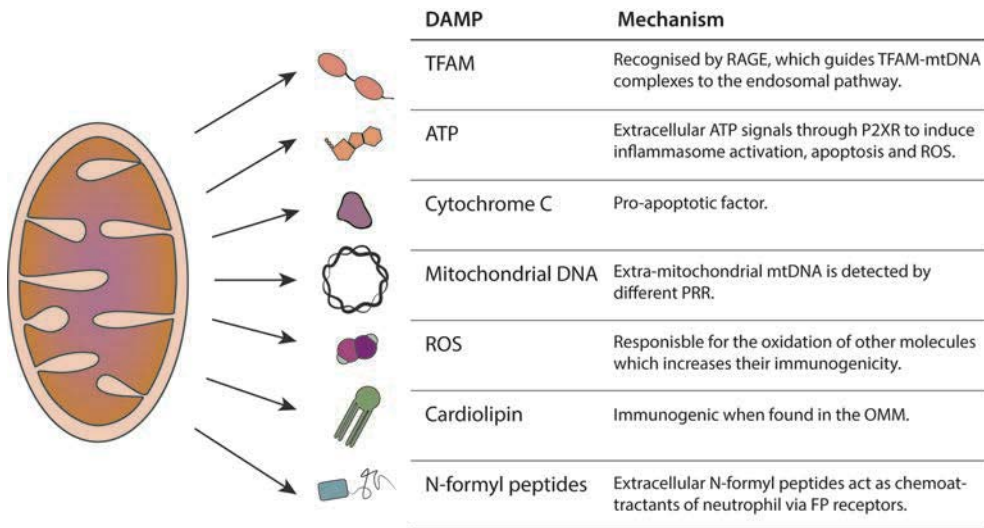 DAMP Mechanism
TFAM
Recognised by RAGE, which guides TFAM-mtDNA
complexes to the endosomal pathway.
ATP
Extracellular ATP signals through P2XR to induce
inflammasome activation, apoptosis and ROS.
Cytochrome C
Pro-apoptotic factor.
Mitochondrial DNA
Extra-mitochondrial mtDNA is detected by
different PRR.
ROS
Responisble for the oxidation of other molecules
which increases their immunogenicity.
Cardiolipin
Immunogenic when found in the OMM.
N-formyl peptides
Extracellular N-formyl peptides act as chemoat-
tractants of neutrophil via FP receptors.